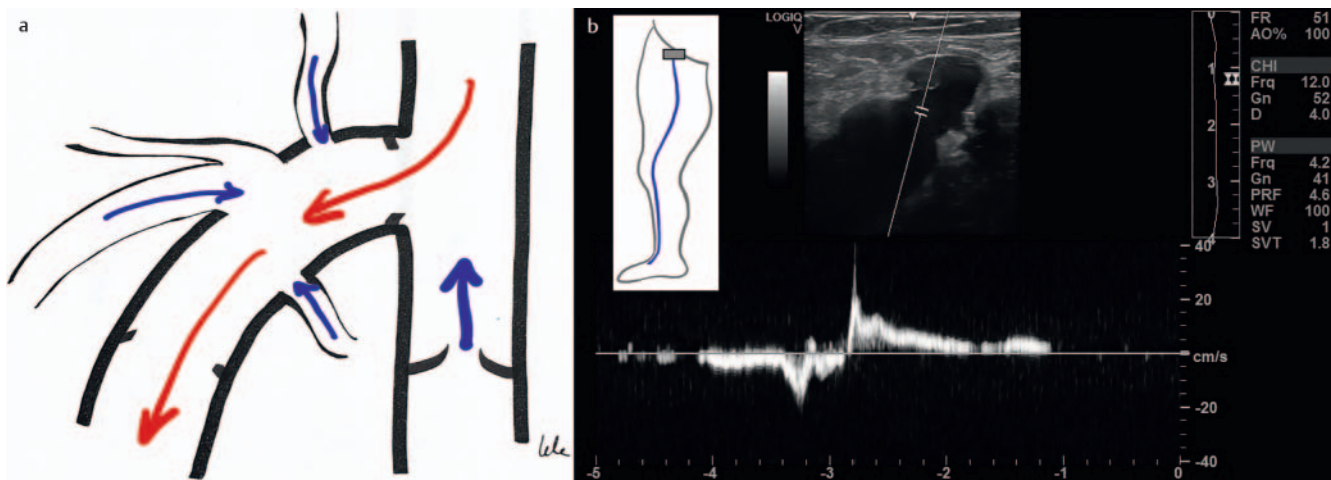 a
b
LOGIQ
V
0
1
2
3
4
FR 51
AO% 100
CHI
Frq 12.0
Gn 52
D 4.0
PW
Frq 4.2
Gn 41
PRF 4.6
WF 100
SV 1
SVT 1.8
40
20
cm/s
-20
-40
-5 -4 -3 -2 -1 0